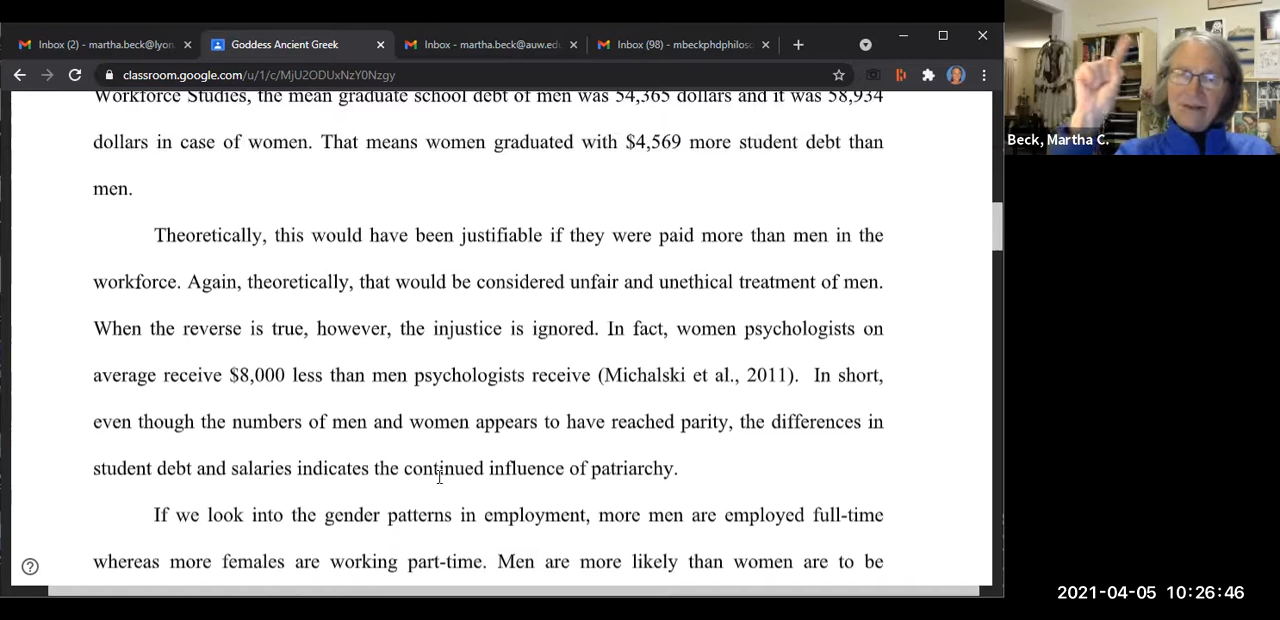 Inbox (2) - martha.beck@lyon.
Goddess Ancient Greek
Inbox - martha.beck@auw.ed
Inbox (98) - mbeckphdphilos
classroom.google.com/u/1/c/MjU2ODUxNzY0Nzgy
Workforce Studies, the mean graduate school debt of men was 54,365 dollars and it was 58,934
dollars in case of women. That means women graduated with $4,569 more student debt than
men.
Theoretically, this would have been justifiable if they were paid more than men in the
workforce. Again, theoretically, that would be considered unfair and unethical treatment of men.
When the reverse is true, however, the injustice is ignored. In fact, women psychologists on
average receive $8,000 less than men psychologists receive (Michalski et al., 2011). In short,
even though the numbers of men and women appears to have reached parity, the differences in
student debt and salaries indicates the continued influence of patriarchy.
If we look into the gender patterns in employment, more men are employed full-time
whereas more females are working part-time. Men are more likely than women are to be
Beck, Martha C.
2021-04-05 10:26:46